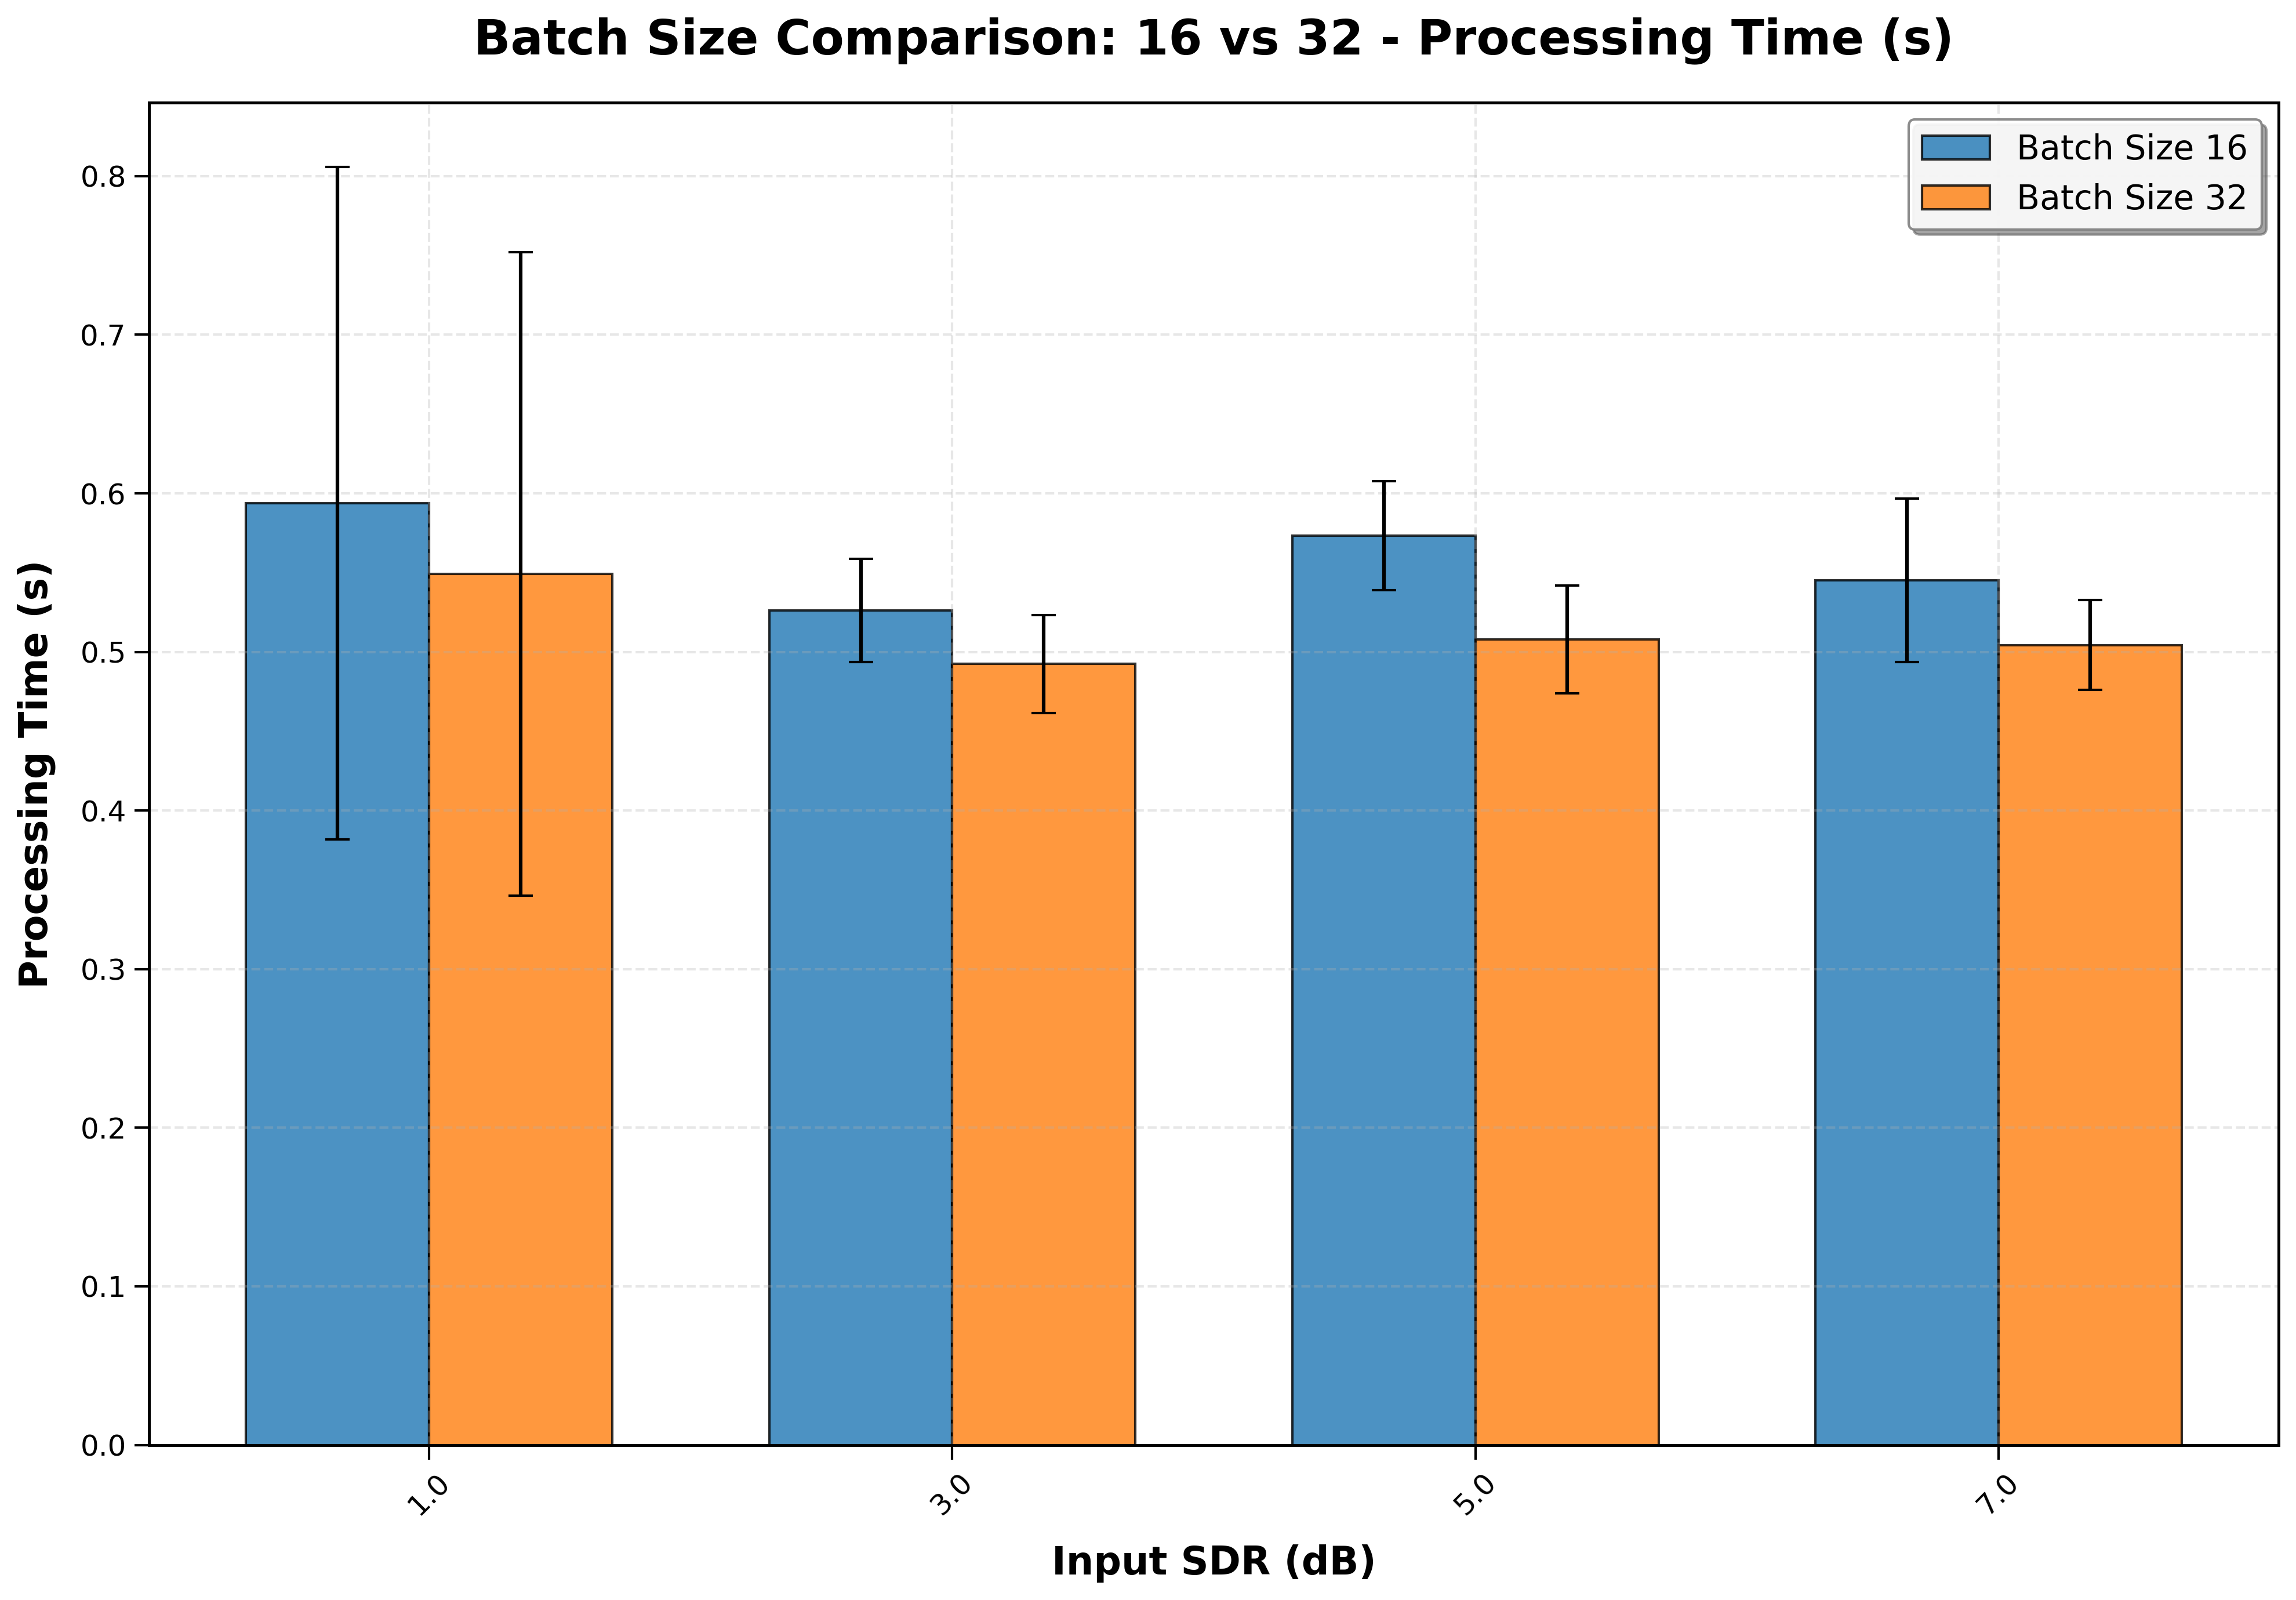 Batch Size Comparison: 16 vs 32 - Processing Time (s)
Batch Size 16
Batch Size 32
Processing Time (s)
0.8
0.7
0.6
0.5
0.4
0.3
0.2
0.1
0.0
1.0
3.0
5.0
7.0
Input SDR (dB)